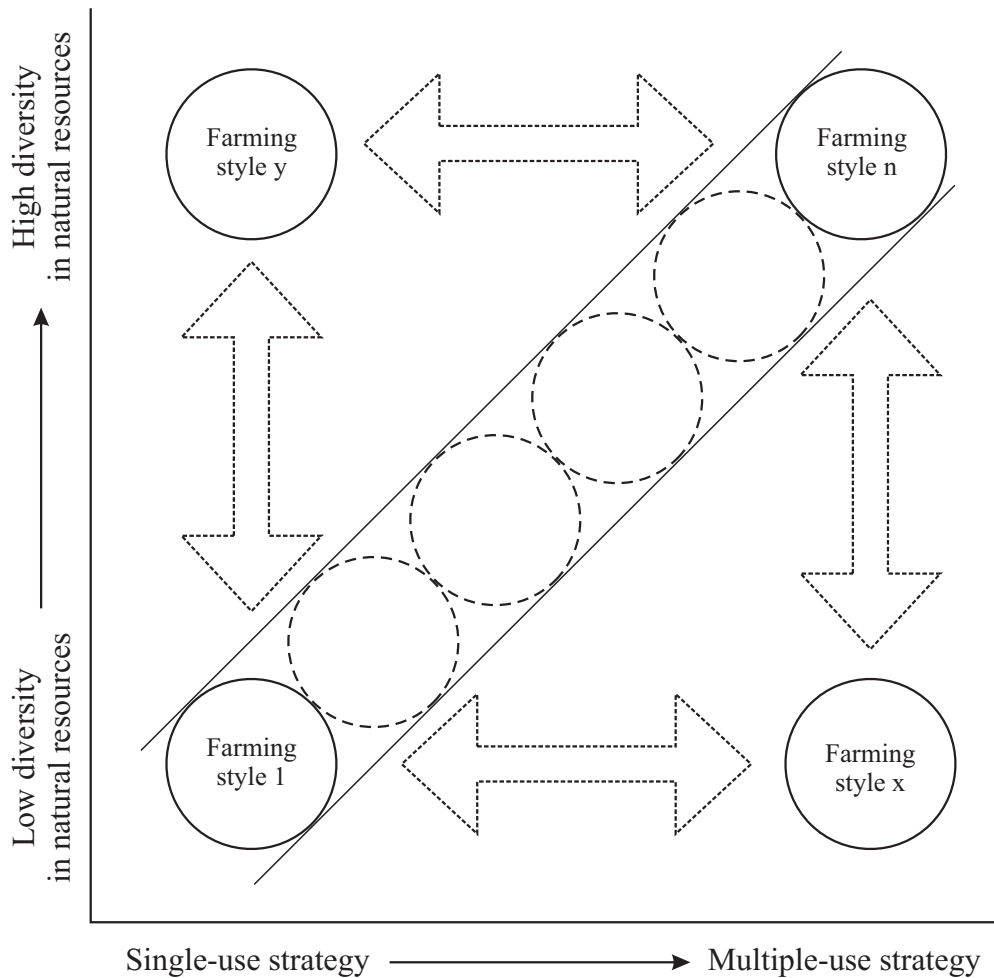 High diversity
in natural resources
Low diversity
in natural resources
Farming
style y
Farming
style n
Farming
style 1
Farming
style x
Single-use strategy
Multiple-use strategy